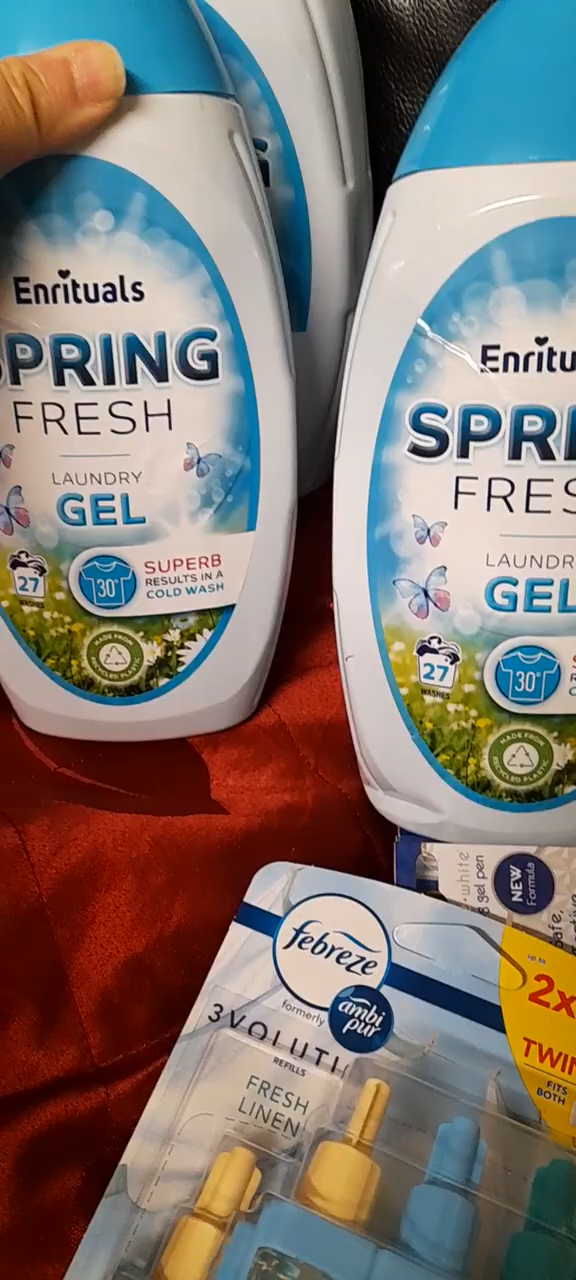 Enrituals
SPRING
FRESH
LAUNDRY
GEL
27
WASHES
30°
SUPERB
RESULTS IN A
COLD WASH
MADE FROM
RECYCLED PLASTIC
Enritu
SPRI
FRES
LAUNDR
GEL
27
WASHES
30°
MADE FROM
RECYCLED PLASTIC
white
gel pen
NEW
Formula
febreze
formerly
ambi
pur
3VOLUTI
REFILLS
FRESH
LINEN
up to
2x
TWIN
FITS
BOTH